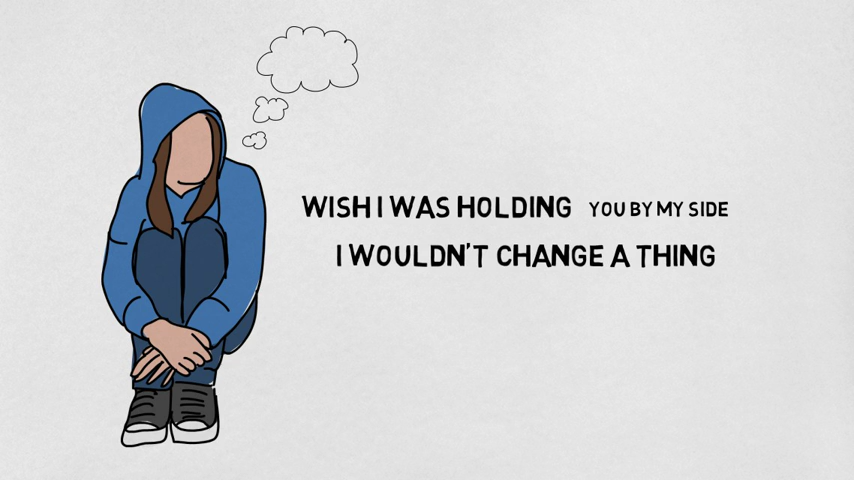 WISH I WAS HOLDING YOU BY MY SIDE
I WOULDN'T CHANGE A THING